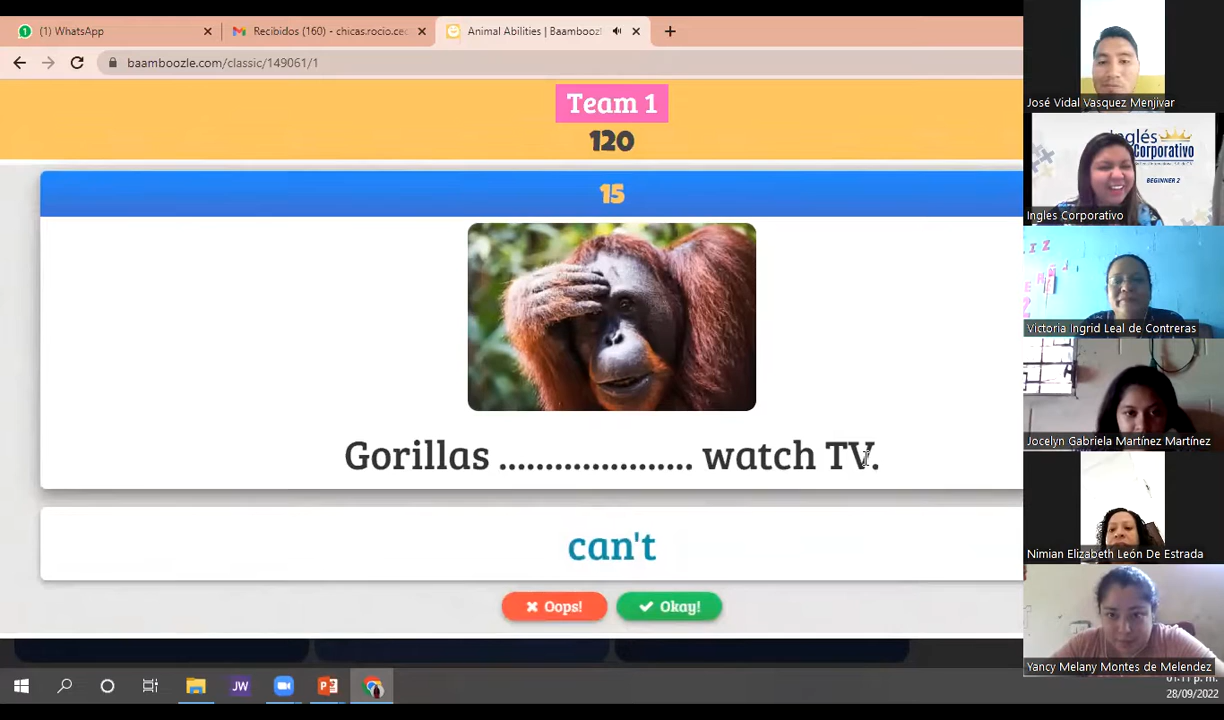 (1) WhatsApp
Recibidos (160) - chicas.rocio.ce
Animal Abilities | Baamboozl
baamboozle.com/classic/149061/1
Team 1
120
15
Gorillas ..................... watch TV.
can't
Oops!
Okay!
José Vidal Vasquez Menjivar
Inglés
Corporativo
BEGINNER 2
Ingles Corporativo
Victoria Ingrid Leal de Contreras
Jocelyn Gabriela Martínez Martínez
Nimian Elizabeth León De Estrada
Yancy Melany Montes de Melendez
JW
01:11 p. m.
28/09/2022